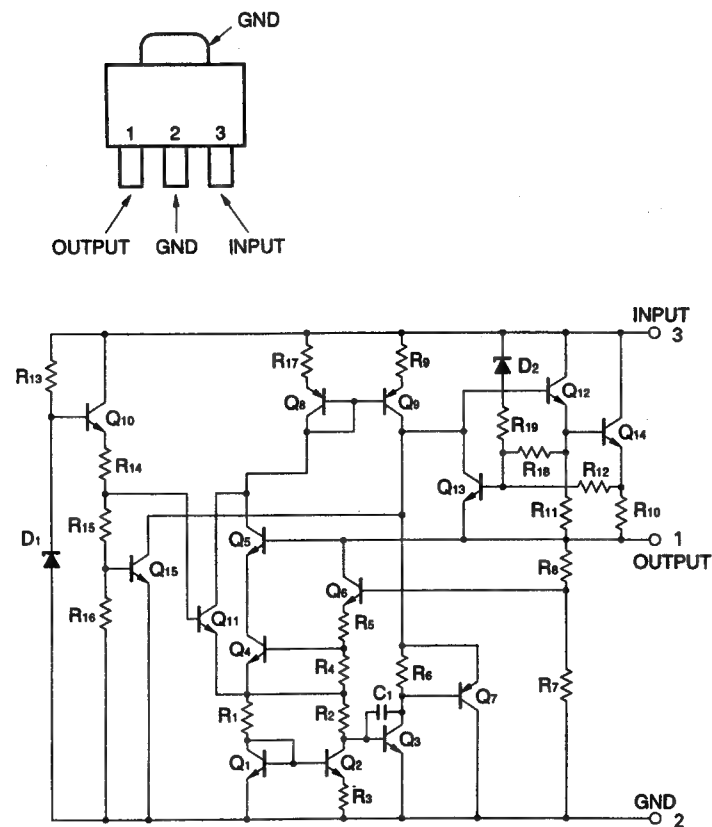 GND
1 2 3
OUTPUT GND INPUT
INPUT
3
R17 R9
D2
R13
Q8 Q9 Q12
Q10
R19 Q14
R14
R18 R12
Q13
R15 R11 R10
D1 Q5 1
OUTPUT
Q15 R8
Q6
R16
Q11 R5
Q4
R4 R6 R7
C1 Q7
R1 R2
Q3
Q1 Q2
R3
GND
2